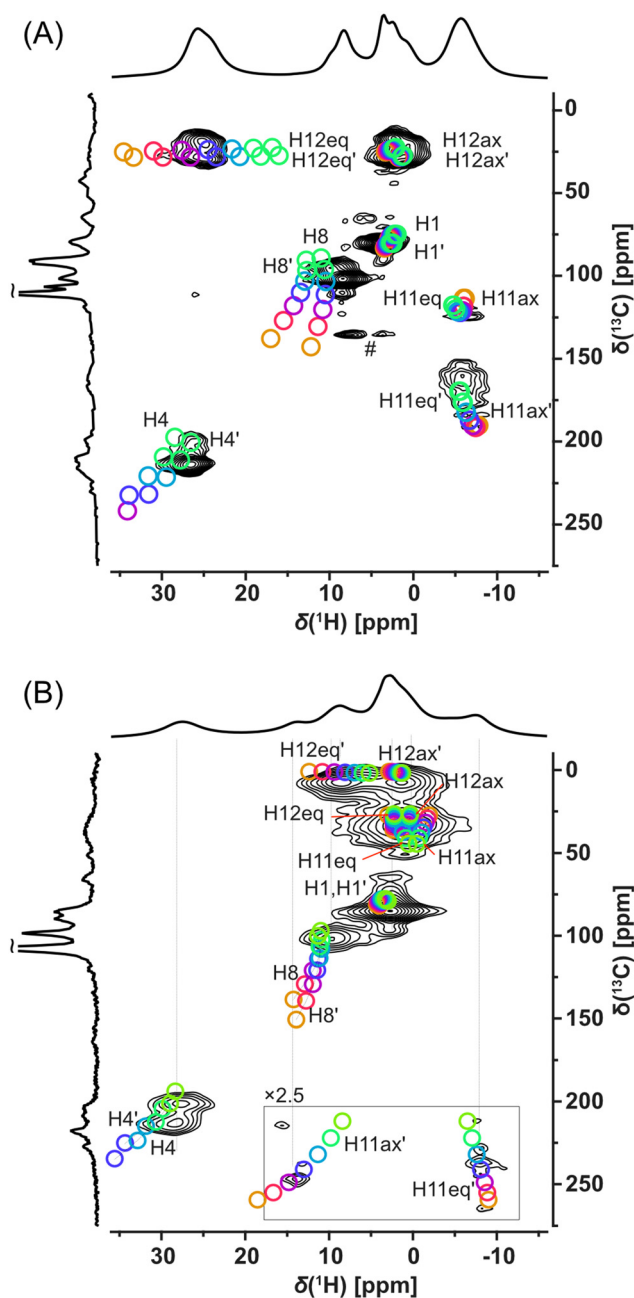 (A)
0
H12eq H12ax
H12eq' H12ax'
50
H1
H8
H1'
H8'
100
H11eq H11ax
#
150
H11eq' H11ax'
H4
H4'
200
250
~
δ(¹³C) [ppm]
30 20 10 0 -10
δ(¹H) [ppm]
(B)
H12eq' H12ax'
0
H12ax
H12eq
50
H11eq H11ax
H1,H1'
100
H8
H8'
150
×2.5
200
H4'
H4
H11ax'
H11eq'
250
~
δ(¹³C) [ppm]
30 20 10 0 -10
δ(¹H) [ppm]